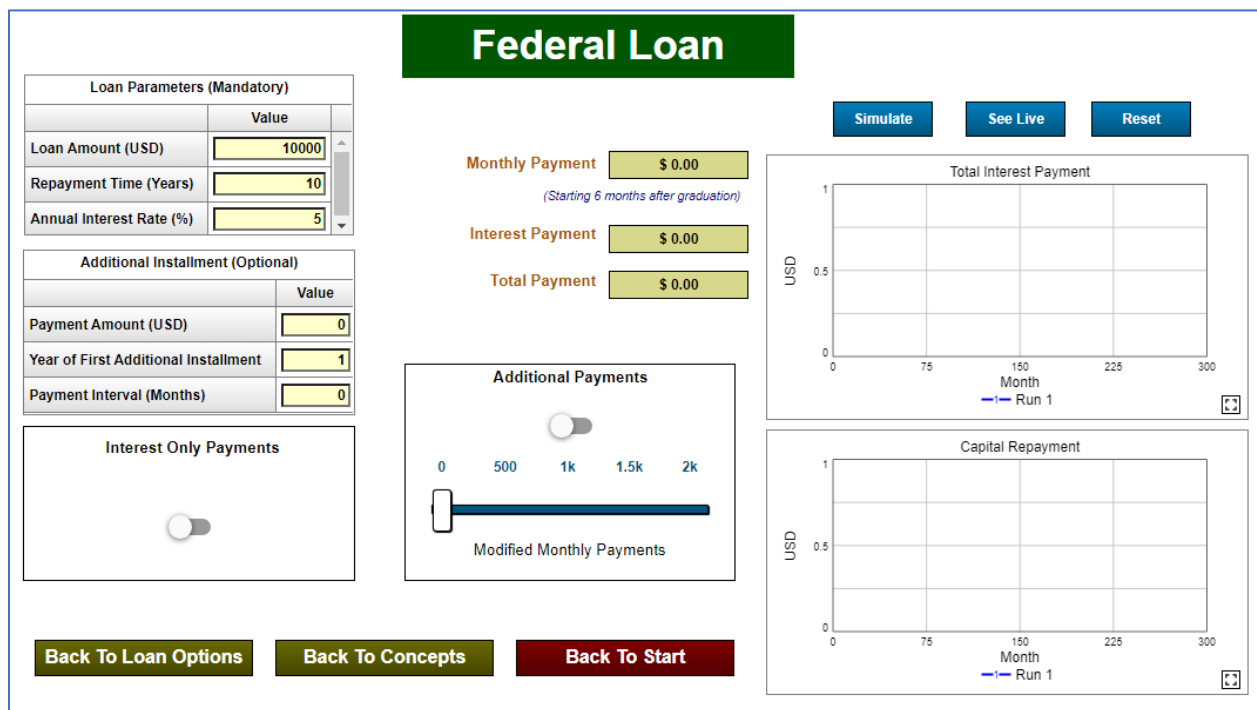 Federal Loan
Loan Parameters (Mandatory)
Value
Loan Amount (USD) 10000
Repayment Time (Years) 10
Annual Interest Rate (%) 5
Additional Installment (Optional)
Value
Payment Amount (USD) 0
Year of First Additional Installment 1
Payment Interval (Months) 0
Interest Only Payments
Monthly Payment $ 0.00
(Starting 6 months after graduation)
Interest Payment $ 0.00
Total Payment $ 0.00
Additional Payments
0 500 1k 1.5k 2k
Modified Monthly Payments
Simulate See Live Reset
Total Interest Payment
1
USD
0.5
0
0 75 150 225 300
Month
1 Run 1
Capital Repayment
1
USD
0.5
0
0 75 150 225 300
Month
1 Run 1
Back To Loan Options Back To Concepts Back To Start